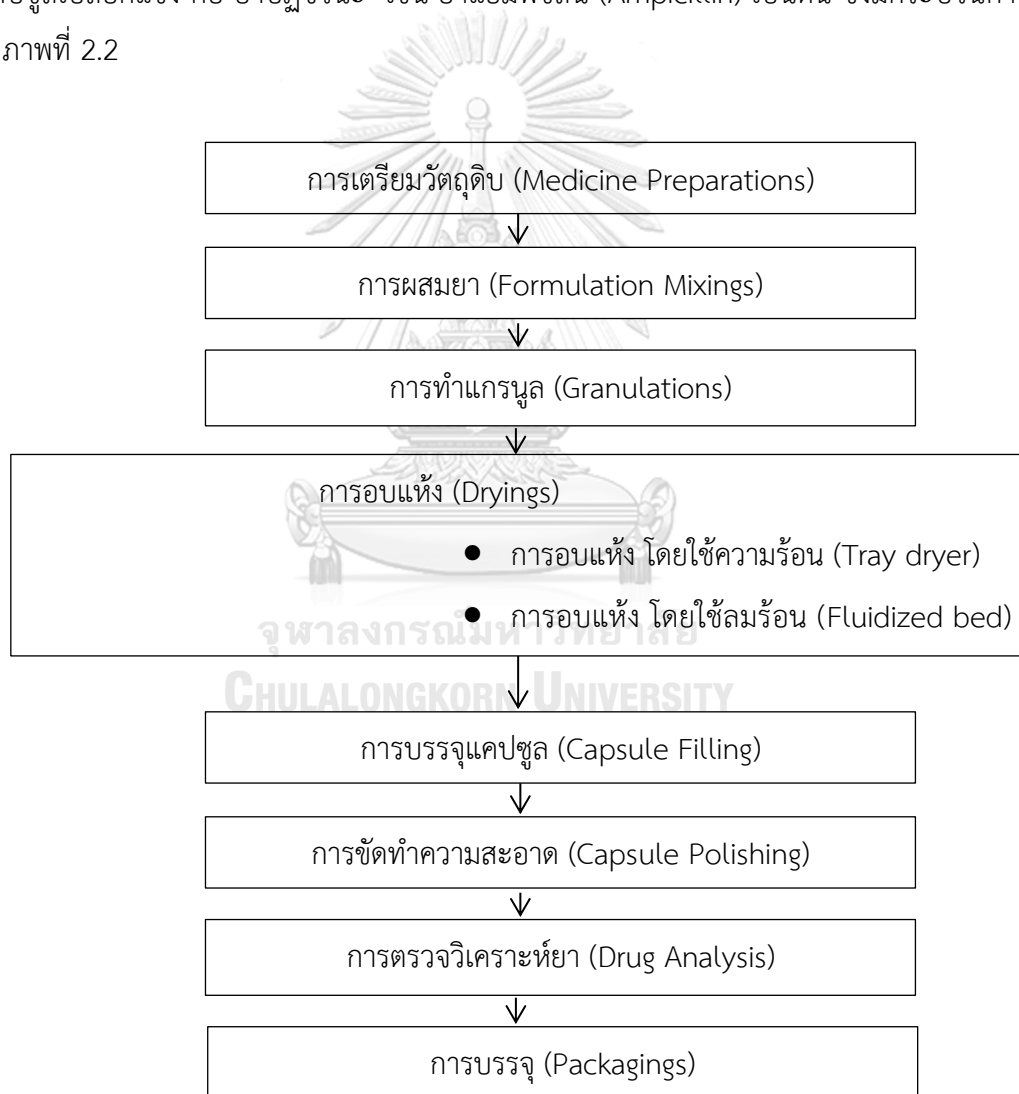 ภาพที่ 2.2
การเตรียมวัตถุดิบ (Medicine Preparations)
การผสมยา (Formulation Mixings)
การทำแกรนูล (Granulations)
การอบแห้ง (Dryings)
● การอบแห้ง โดยใช้ความร้อน (Tray dryer)
● การอบแห้ง โดยใช้ลมร้อน (Fluidized bed)
จุฬาลงกรณ์มหาวิทยาลัย
CHULALONGKORN UNIVERSITY
การบรรจุแคปซูล (Capsule Filling)
การขัดทำความสะอาด (Capsule Polishing)
การตรวจวิเคราะห์ยา (Drug Analysis)
การบรรจุ (Packagings)